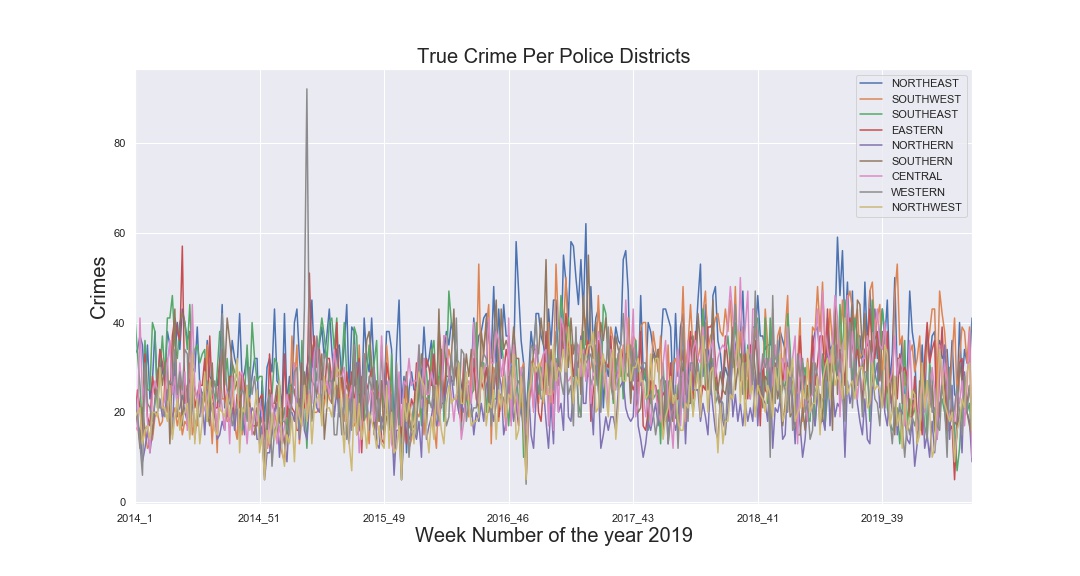 True Crime Per Police Districts
NORTHEAST
SOUTHWEST
SOUTHEAST
EASTERN
NORTHERN
SOUTHERN
CENTRAL
WESTERN
NORTHWEST
Crimes
80
60
40
20
0
2014_1 2014_51 2015_49 2016_46 2017_43 2018_41 2019_39
Week Number of the year 2019